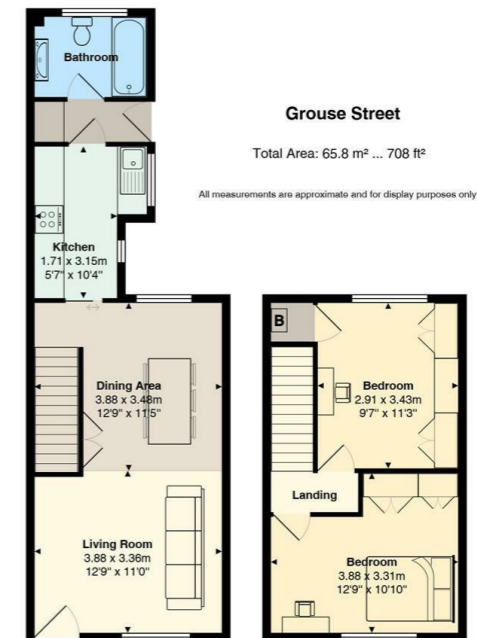 Bathroom
Grouse Street
Total Area: 65.8 m² ... 708 ft²
All measurements are approximate and for display purposes only
Kitchen
1.71 x 3.15m
5'7" x 10'4"
B
Dining Area
3.88 x 3.48m
12'9" x 11'5"
Bedroom
2.91 x 3.43m
9'7" x 11'3"
Landing
Living Room
3.88 x 3.36m
12'9" x 11'0"
Bedroom
3.88 x 3.31m
12'9" x 10'10"